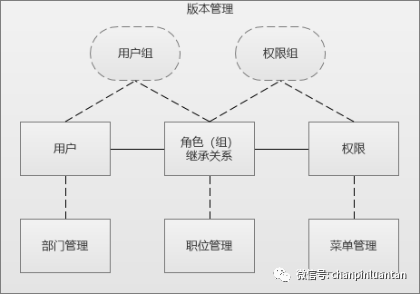 版本管理
用户组
权限组
用户
角色（组）
继承关系
权限
部门管理
职位管理
菜单管理
微信号: chanpinluantan